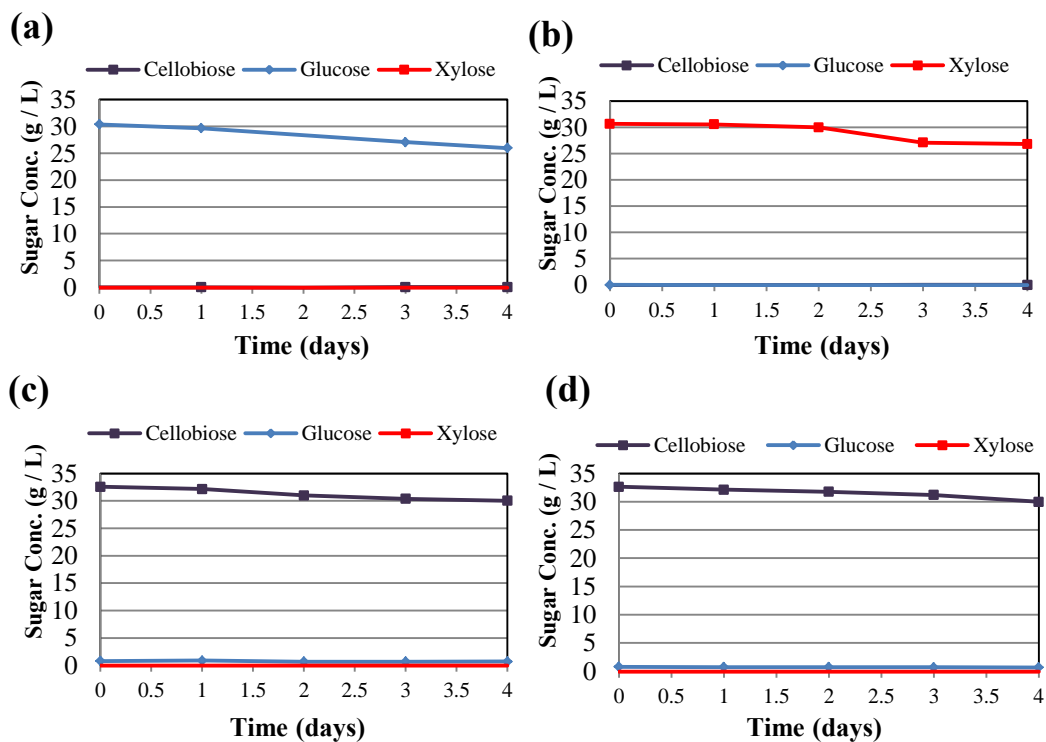 (a)
Cellobiose Glucose Xylose
Sugar Conc. (g / L)
35
30
25
20
15
10
5
0
0 0.5 1 1.5 2 2.5 3 3.5 4
Time (days)
(b)
Cellobiose Glucose Xylose
Sugar Conc. (g / L)
35
30
25
20
15
10
5
0
0 0.5 1 1.5 2 2.5 3 3.5 4
Time (days)
(c)
Cellobiose Glucose Xylose
Sugar Conc. (g / L)
35
30
25
20
15
10
5
0
0 0.5 1 1.5 2 2.5 3 3.5 4
Time (days)
(d)
Cellobiose Glucose Xylose
Sugar Conc. (g / L)
35
30
25
20
15
10
5
0
0 0.5 1 1.5 2 2.5 3 3.5 4
Time (days)